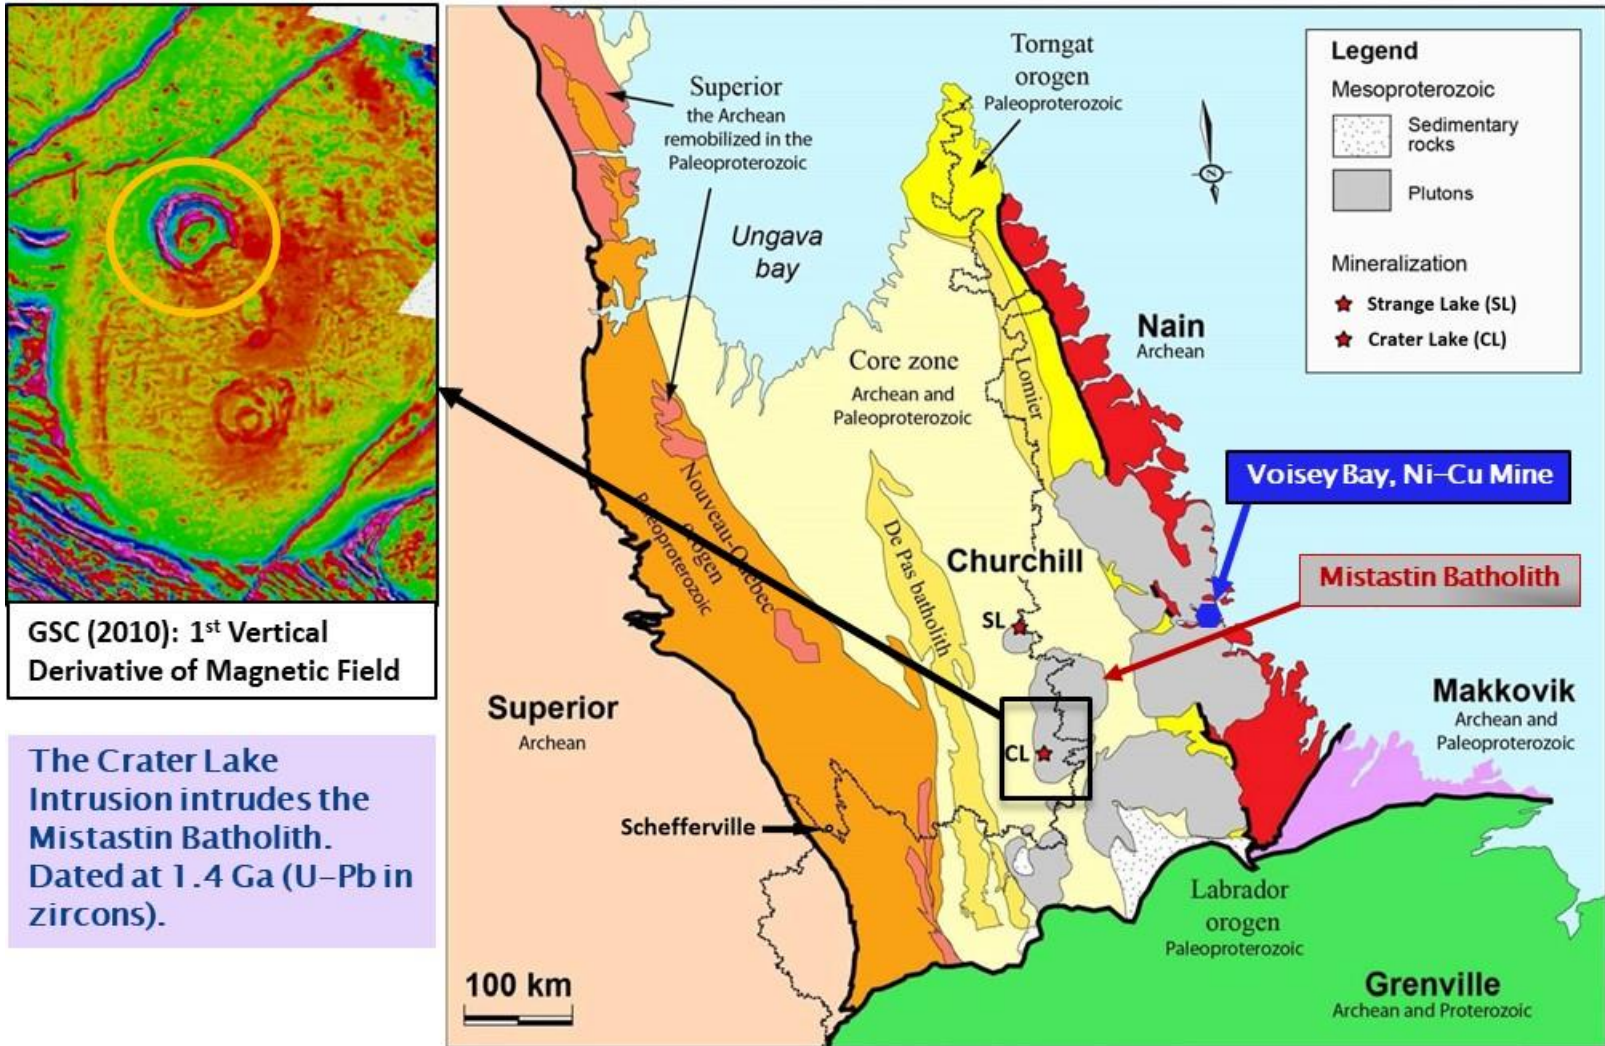 GSC (2010): 1st Vertical
Derivative of Magnetic Field
The Crater Lake
Intrusion intrudes the
Mistastin Batholith.
Dated at 1.4 Ga (U-Pb in
zircons).
Superior
the Archean
remobilized in the
Paleoproterozoic
Torngat
orogen
Paleoproterozoic
Ungava
bay
Core zone
Archean and
Paleoproterozoic
Lomier
Nain
Archean
Nouveau-Québec
Orogen
Paleoproterozoic
De Pas batholith
Churchill
SL
CL
Voisey Bay, Ni-Cu Mine
Mistastin Batholith
Superior
Archean
Makkovik
Archean and
Paleoproterozoic
Schefferville
Labrador
orogen
Paleoproterozoic
Grenville
Archean and Proterozoic
100 km
Legend
Mesoproterozoic
Sedimentary
rocks
Plutons
Mineralization
Strange Lake (SL)
Crater Lake (CL)
N